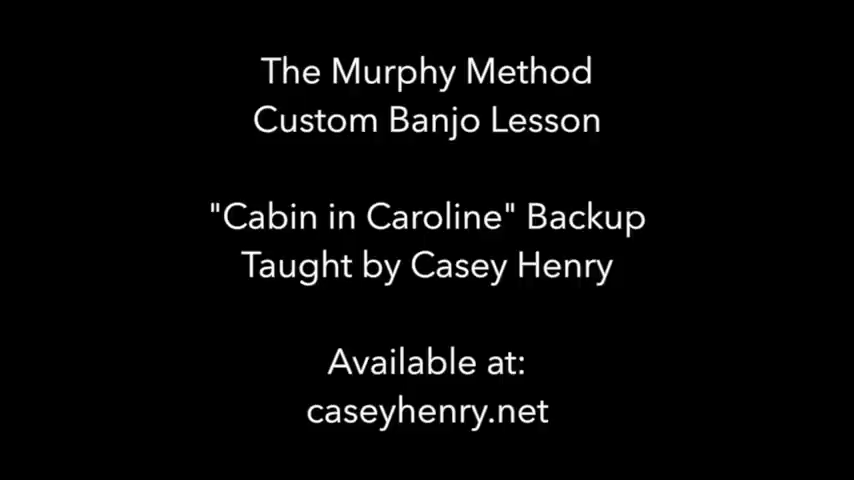 The Murphy Method
Custom Banjo Lesson
"Cabin in Caroline" Backup
Taught by Casey Henry
Available at:
caseyhenry.net